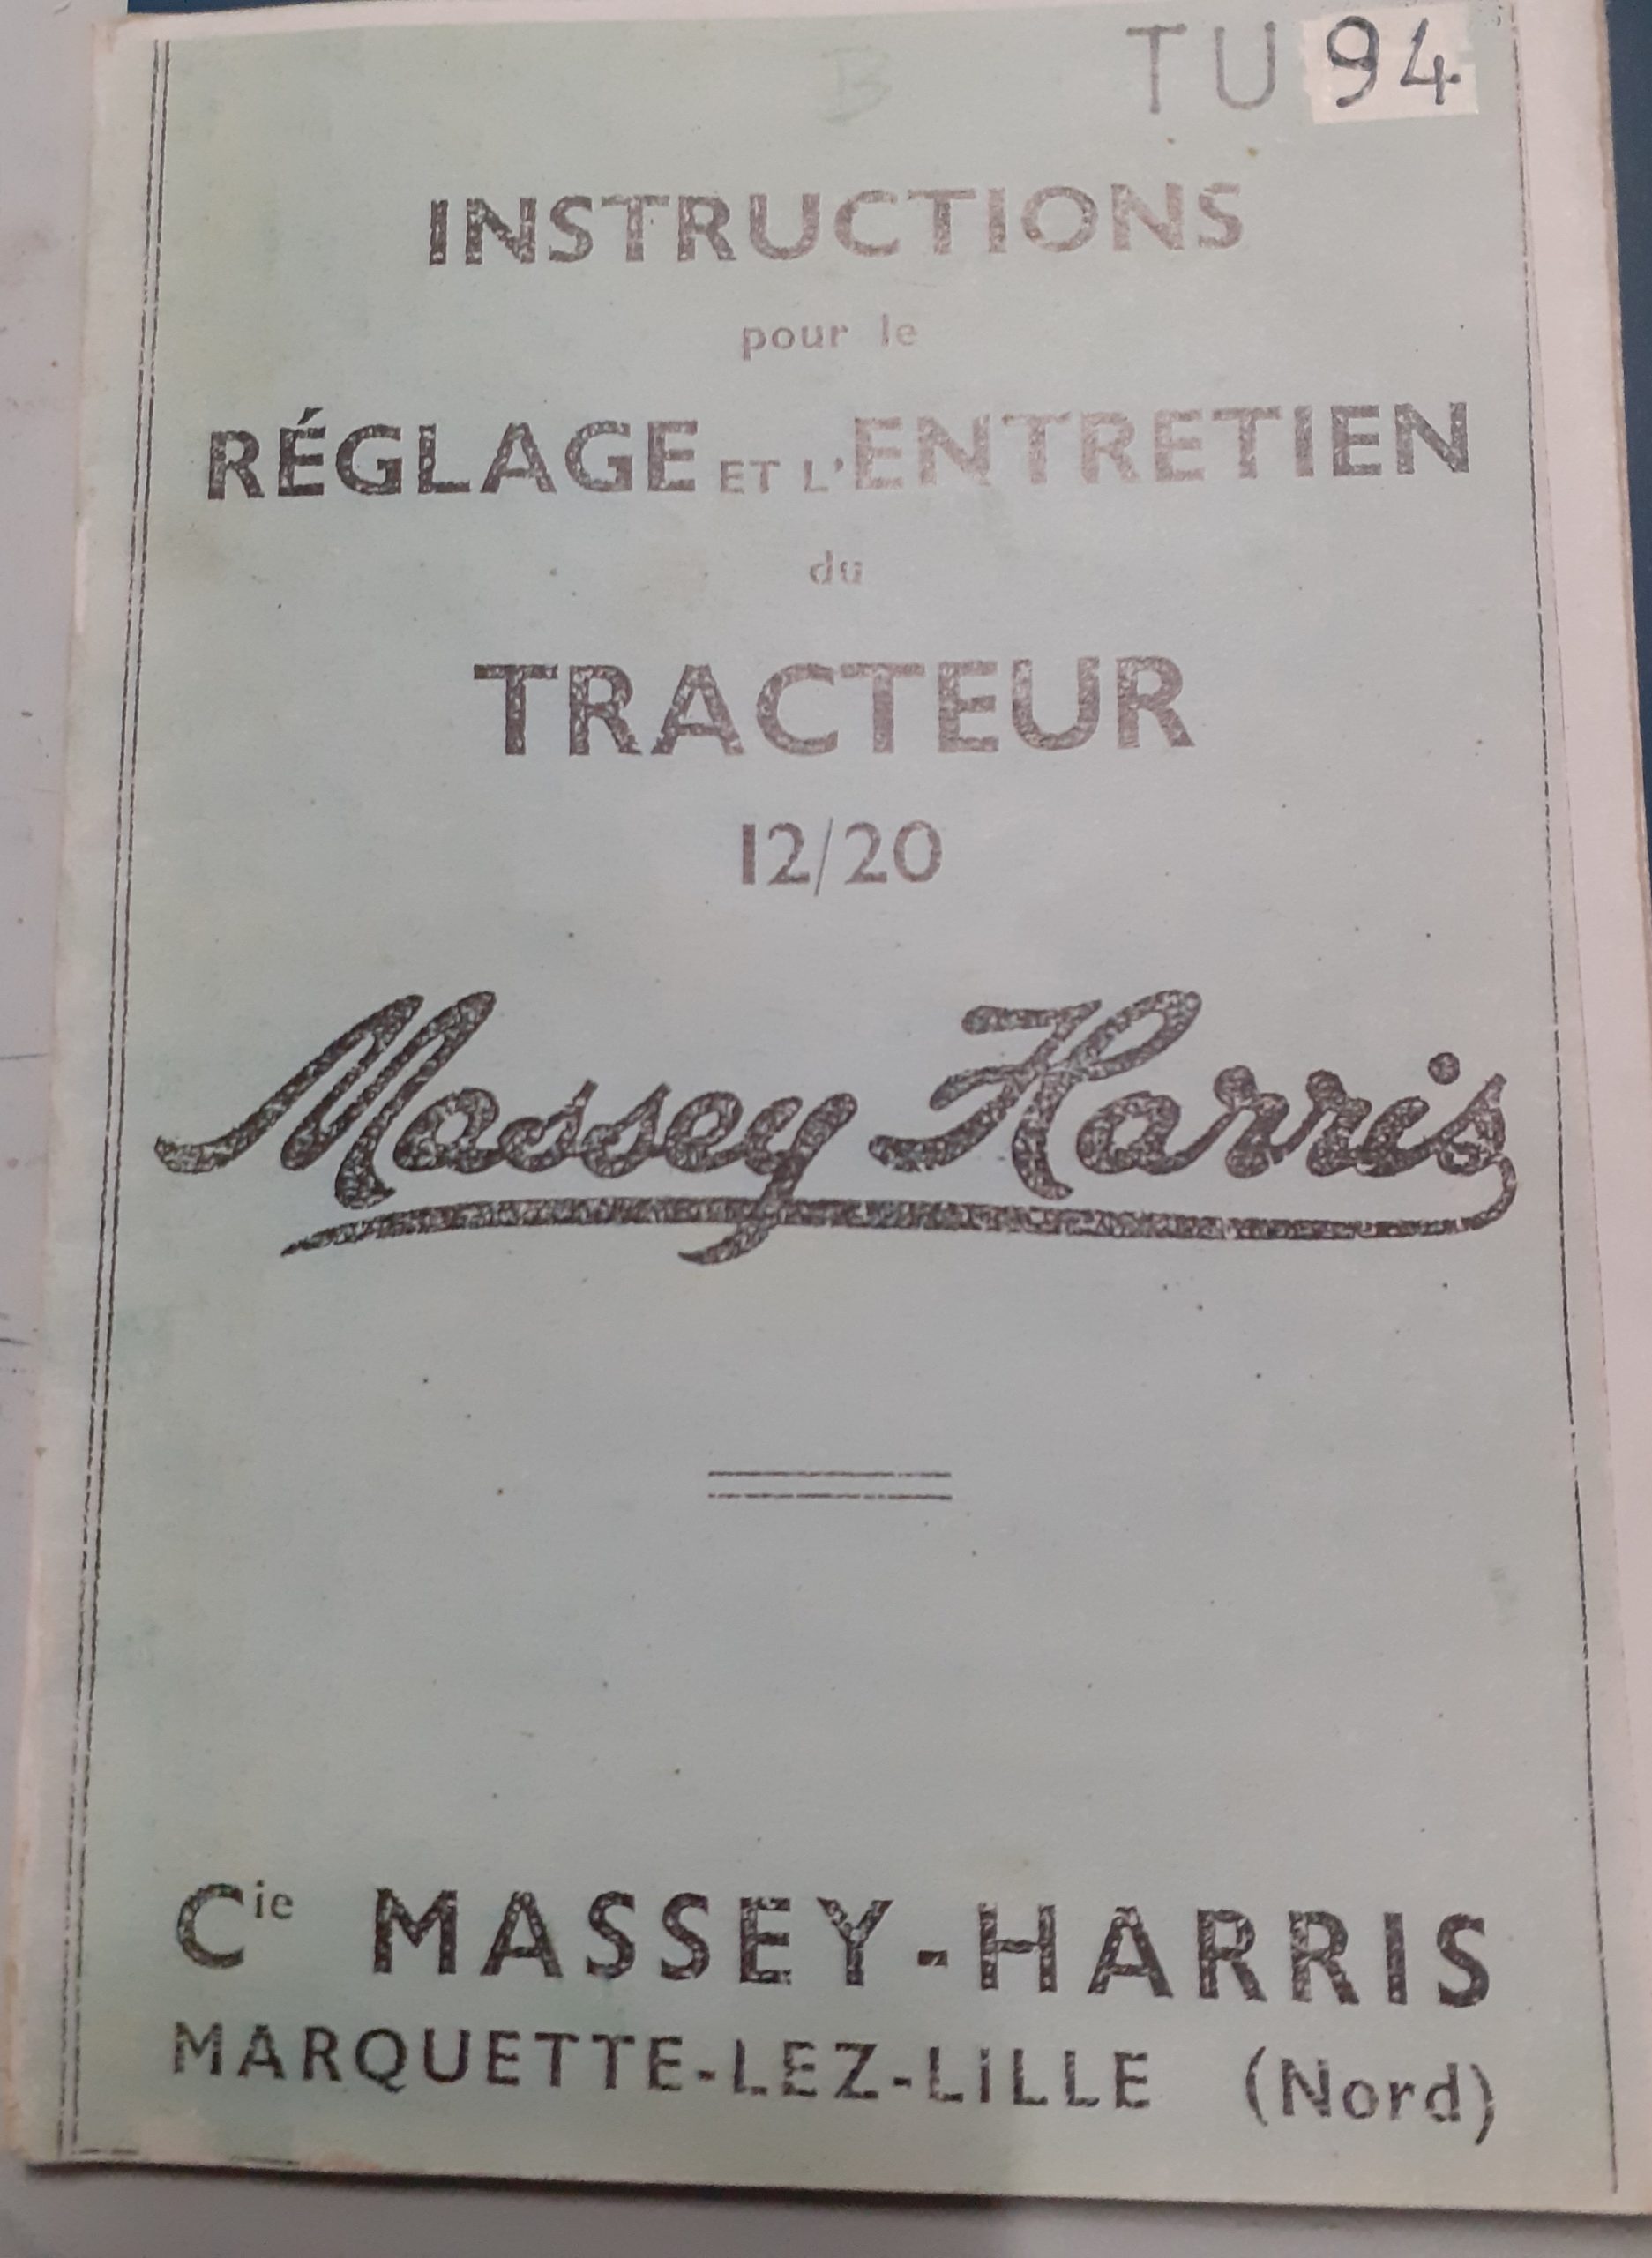 B
TU 94
INSTRUCTIONS
pour le
RÉGLAGE ET L'ENTRETIEN
du
TRACTEUR
12/20
Massey-Harris
Cie MASSEY-HARRIS
MARQUETTE-LEZ-LILLE (Nord)